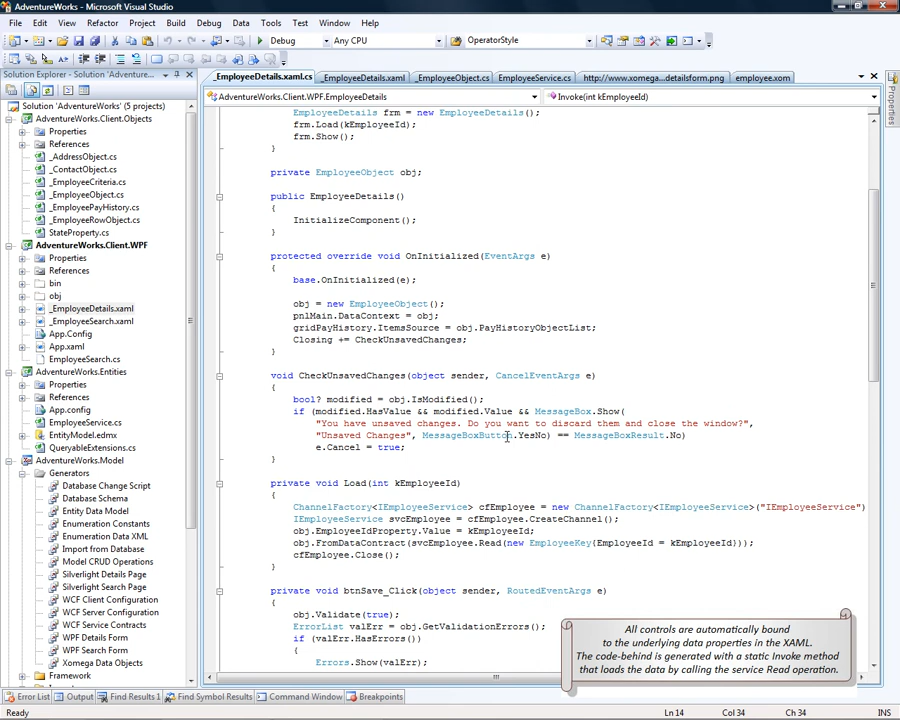 AdventureWorks - Microsoft Visual Studio
File Edit View Refactor Project Build Debug Data Tools Test Window Help
Debug Any CPU OperatorStyle
Solution Explorer - Solution 'Adventure...
_EmployeeDetails.xaml.cs _EmployeeDetails.xaml _EmployeeObject.cs EmployeeService.cs http://www.xomega...detailsform.png employee.xom
AdventureWorks.Client.WPF.EmployeeDetails Invoke(int kEmployeeId)
Properties
Solution 'AdventureWorks' (5 projects)
AdventureWorks.Client.Objects
Properties
References
_AddressObject.cs
_ContactObject.cs
_EmployeeCriteria.cs
_EmployeeObject.cs
_EmployeePayHistory.cs
_EmployeeRowObject.cs
StateProperty.cs
AdventureWorks.Client.WPF
Properties
References
bin
obj
_EmployeeDetails.xaml
_EmployeeSearch.xaml
App.Config
App.xaml
EmployeeSearch.cs
AdventureWorks.Entities
Properties
References
App.config
EmployeeService.cs
EntityModel.edmx
QueryableExtensions.cs
AdventureWorks.Model
Generators
Database Change Script
Database Schema
Entity Data Model
Enumeration Constants
Enumeration Data XML
Import from Database
Model CRUD Operations
Silverlight Details Page
Silverlight Search Page
WCF Client Configuration
WCF Server Configuration
WCF Service Contracts
WPF Details Form
WPF Search Form
Xomega Data Objects
Framework
EmployeeDetails frm = new EmployeeDetails();
frm.Load(kEmployeeId);
frm.Show();
}
private EmployeeObject obj;
public EmployeeDetails()
{
InitializeComponent();
}
protected override void OnInitialized(EventArgs e)
{
base.OnInitialized(e);
obj = new EmployeeObject();
pnlMain.DataContext = obj;
gridPayHistory.ItemsSource = obj.PayHistoryObjectList;
Closing += CheckUnsavedChanges;
}
void CheckUnsavedChanges(object sender, CancelEventArgs e)
{
bool? modified = obj.IsModified();
if (modified.HasValue && modified.Value && MessageBox.Show(
"You have unsaved changes. Do you want to discard them and close the window?",
"Unsaved Changes", MessageBoxButton.YesNo) == MessageBoxResult.No)
e.Cancel = true;
}
private void Load(int kEmployeeId)
{
ChannelFactory<IEmployeeService> cfEmployee = new ChannelFactory<IEmployeeService>("IEmployeeService")
IEmployeeService svcEmployee = cfEmployee.CreateChannel();
obj.EmployeeIdProperty.Value = kEmployeeId;
obj.FromDataContract(svcEmployee.Read(new EmployeeKey{EmployeeId = kEmployeeId}));
cfEmployee.Close();
}
private void btnSave_Click(object sender, RoutedEventArgs e)
{
obj.Validate(true);
ErrorList valErr = obj.GetValidationErrors();
if (valErr.HasErrors())
{
Errors.Show(valErr);
All controls are automatically bound
to the underlying data properties in the XAML.
The code-behind is generated with a static Invoke method
that loads the data by calling the service Read operation.
Error List Output Find Results 1 Find Symbol Results Command Window Breakpoints
Ln 14 Col 34 Ch 34 INS